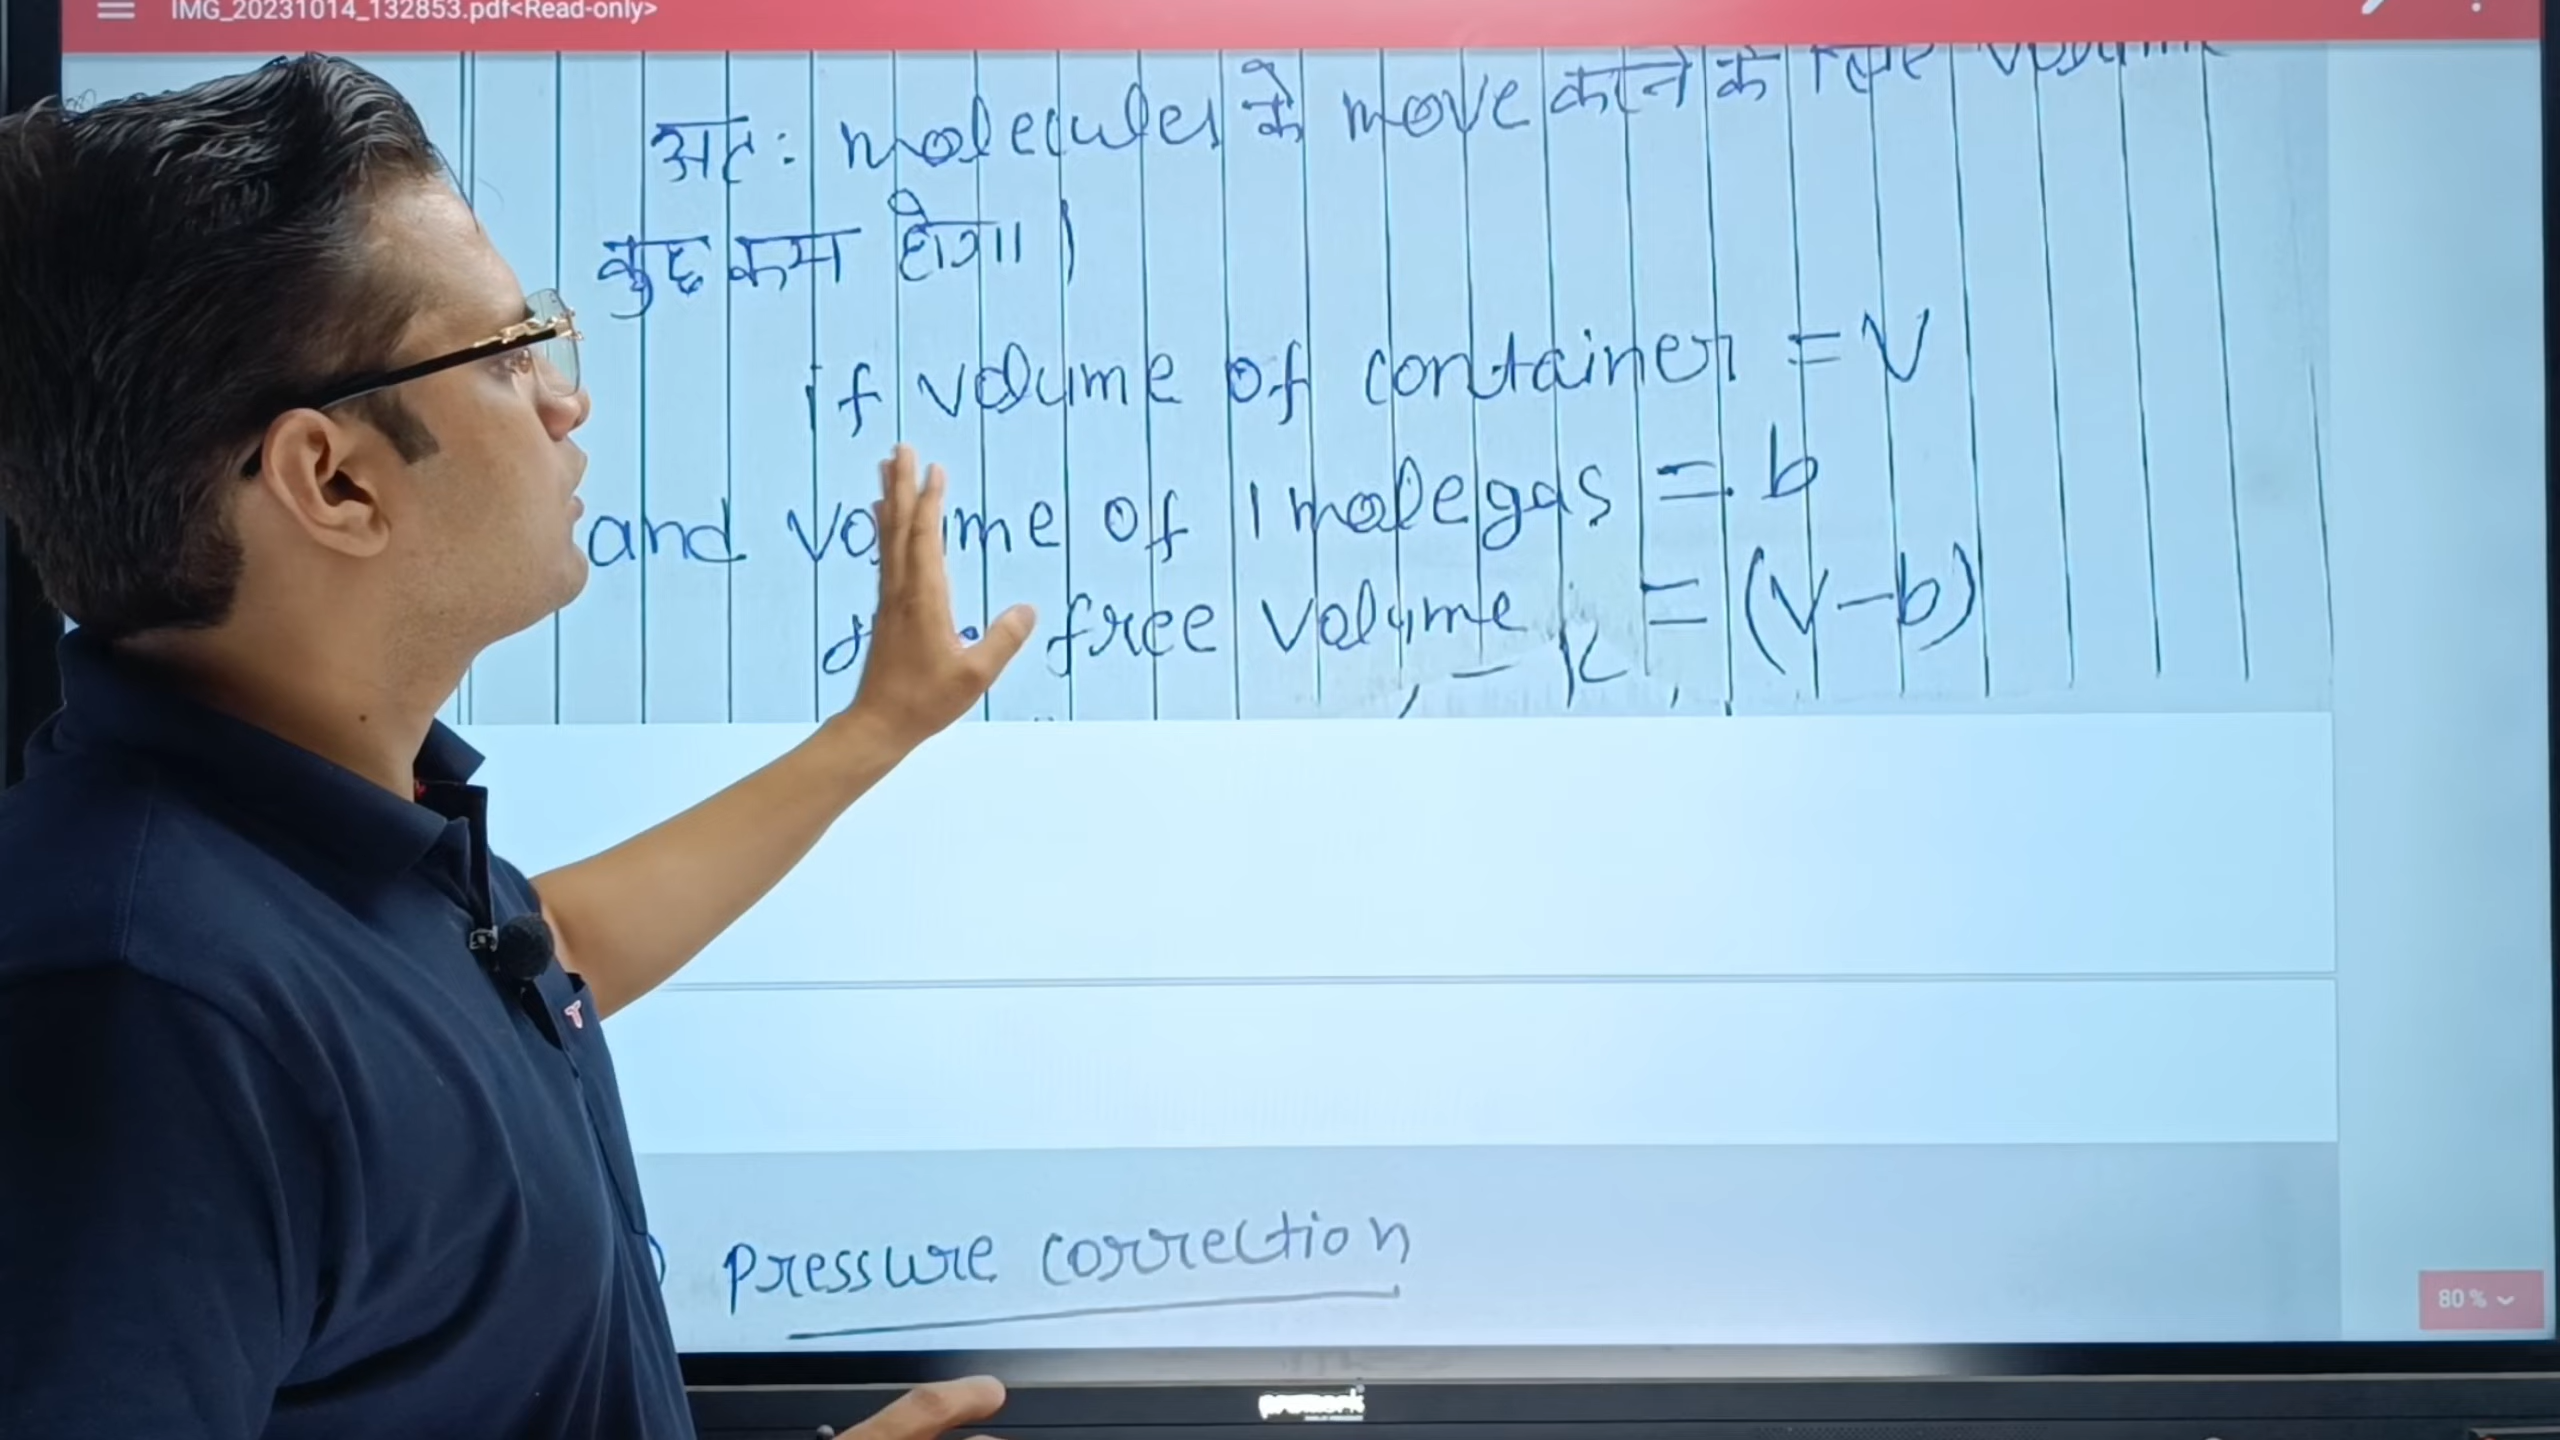 IMG_20231014_132853.pdf<Read-only>
अतः molecules के move करने के लिए volume
कुछ कम होगा।
if volume of container = V
and volume of 1 mole gas = b
free volume = (V-b)
pressure correction
80%